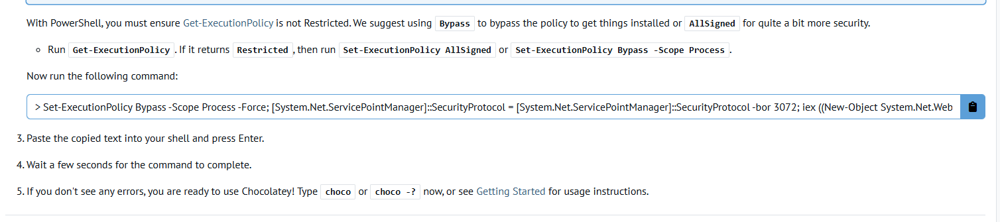 With PowerShell, you must ensure Get-ExecutionPolicy is not Restricted. We suggest using Bypass to bypass the policy to get things installed or AllSigned for quite a bit more security.
Run Get-ExecutionPolicy. If it returns Restricted, then run Set-ExecutionPolicy AllSigned or Set-ExecutionPolicy Bypass -Scope Process.
Now run the following command:
> Set-ExecutionPolicy Bypass -Scope Process -Force; [System.Net.ServicePointManager]::SecurityProtocol = [System.Net.ServicePointManager]::SecurityProtocol -bor 3072; iex ((New-Object System.Net.Web
3. Paste the copied text into your shell and press Enter.
4. Wait a few seconds for the command to complete.
5. If you don't see any errors, you are ready to use Chocolatey! Type choco or choco -? now, or see Getting Started for usage instructions.